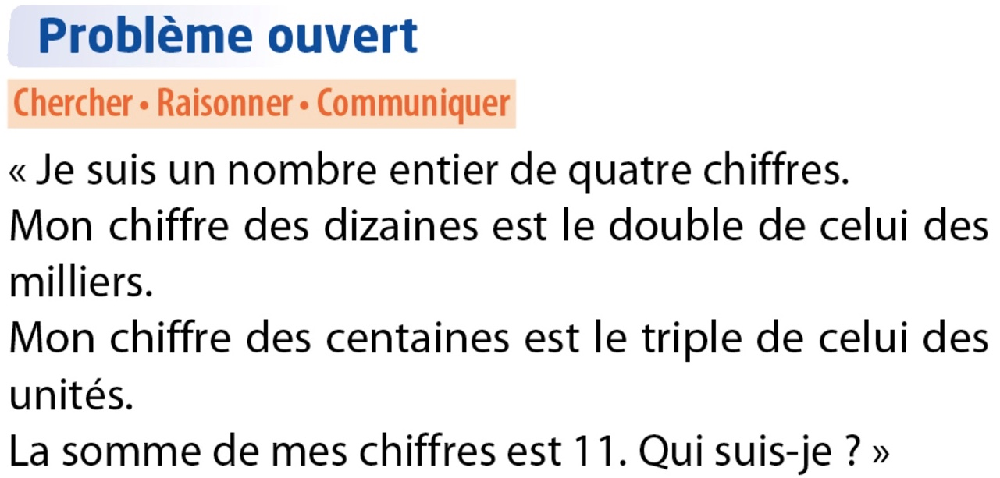 Problème ouvert
Chercher • Raisonner • Communiquer
« Je suis un nombre entier de quatre chiffres.
Mon chiffre des dizaines est le double de celui des
milliers.
Mon chiffre des centaines est le triple de celui des
unités.
La somme de mes chiffres est 11. Qui suis-je ? »